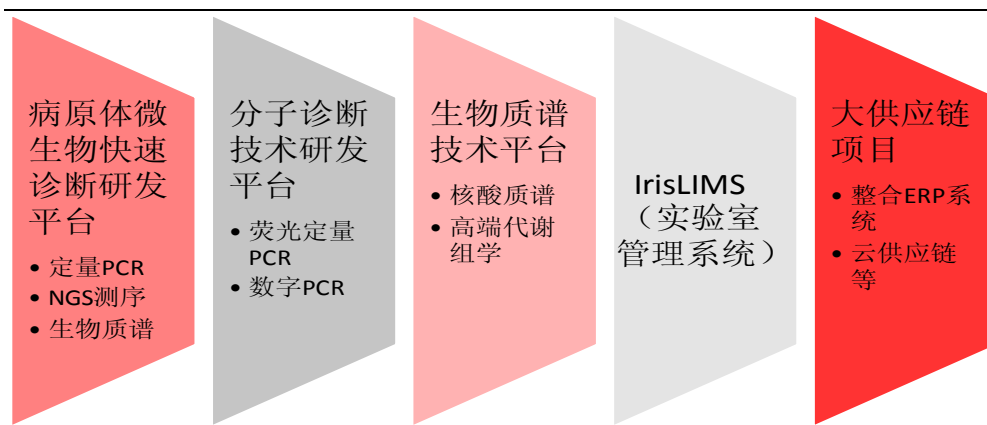 病原体微
生物快速
诊断研发
平台
• 定量PCR
• NGS测序
• 生物质谱
分子诊断
技术研发
平台
• 荧光定量
PCR
• 数字PCR
生物质谱
技术平台
• 核酸质谱
• 高端代谢
组学
IrisLIMS
（实验室
管理系统）
大供应链
项目
• 整合ERP系
统
• 云供应链
等